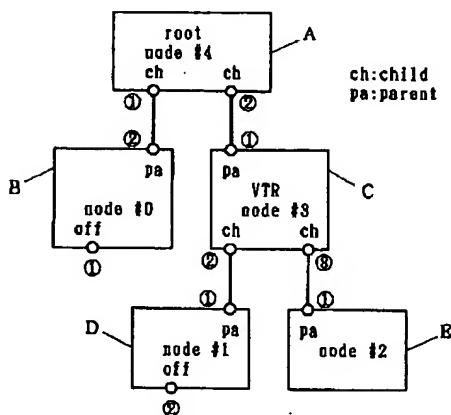 root
node #4
ch ch
A
ch:child
pa:parent
① ②
② ①
B
pa
node #0
off
①
pa
VTR
node #3
ch ch
C
② ③
① ①
D
pa
node #1
off
②
pa
node #2
E